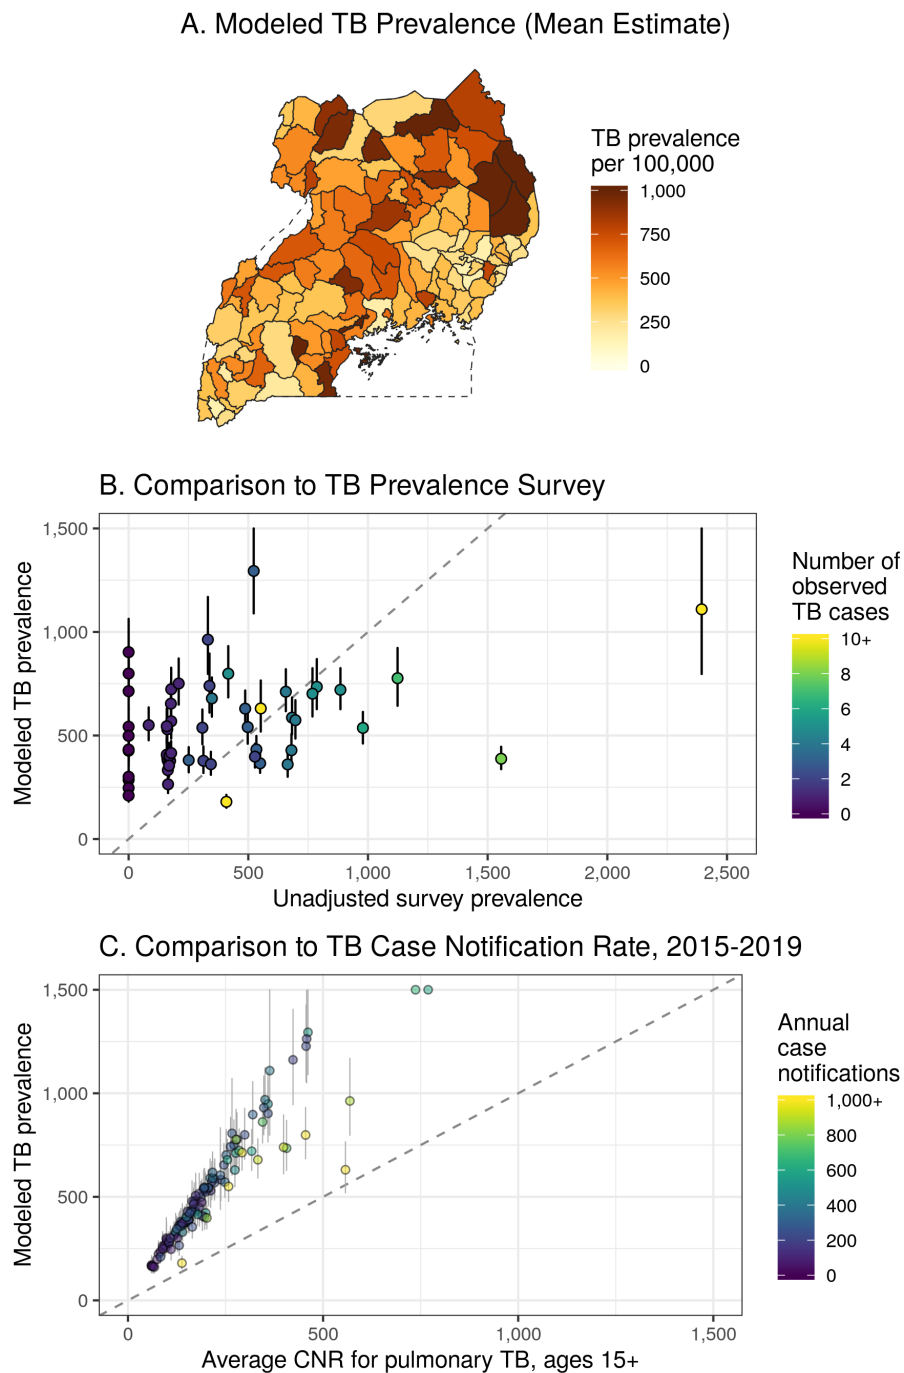 A. Modeled TB Prevalence (Mean Estimate)
TB prevalence
per 100,000
1,000
750
500
250
0
B. Comparison to TB Prevalence Survey
Modeled TB prevalence
1,500
1,000
500
0
0
500
1,000
1,500
2,000
2,500
Unadjusted survey prevalence
Number of
observed
TB cases
10+
8
6
4
2
0
C. Comparison to TB Case Notification Rate, 2015-2019
Modeled TB prevalence
1,500
1,000
500
0
0
500
1,000
1,500
Average CNR for pulmonary TB, ages 15+
Annual
case
notifications
1,000+
800
600
400
200
0